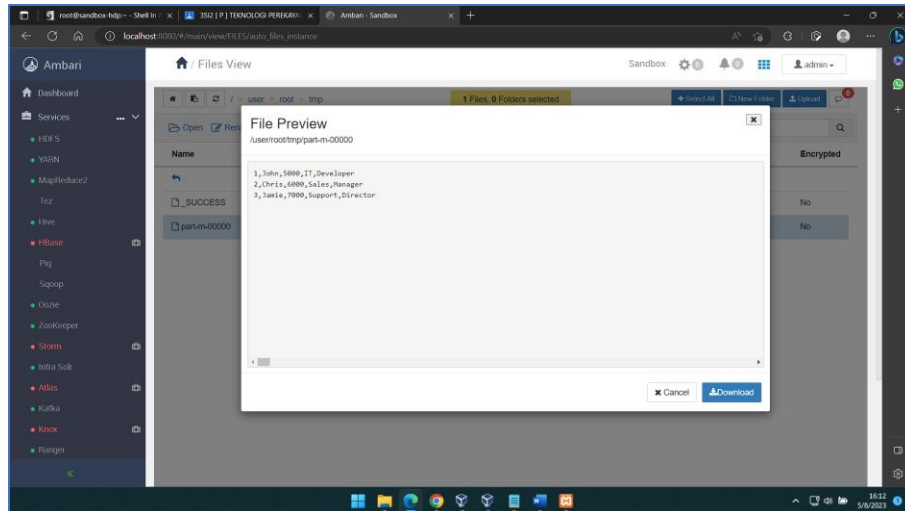 root@sandbox-hdp:~ - Shell In
3SI2 [ P ] TEKNOLOGI PEREKAYA
Ambari - Sandbox
localhost:8080/#/main/view/FILES/auto_files_instance
Ambari
/ Files View
Sandbox
0
0
admin
Dashboard
Services
HDFS
YARN
MapReduce2
Tez
Hive
HBase
Pig
Sqoop
Oozie
ZooKeeper
Storm
Infra Solr
Atlas
Kafka
Knox
Ranger
/ > user > root > tmp
1 Files, 0 Folders selected
+ Select All
New Folder
Upload
Open
Name
Encrypted
_SUCCESS
No
part-m-00000
No
File Preview
/user/root/tmp/part-m-00000
1,John,5000,IT,Developer
2,Chris,6000,Sales,Manager
3,Jamie,7000,Support,Director
Cancel
Download
16:12
5/8/2023